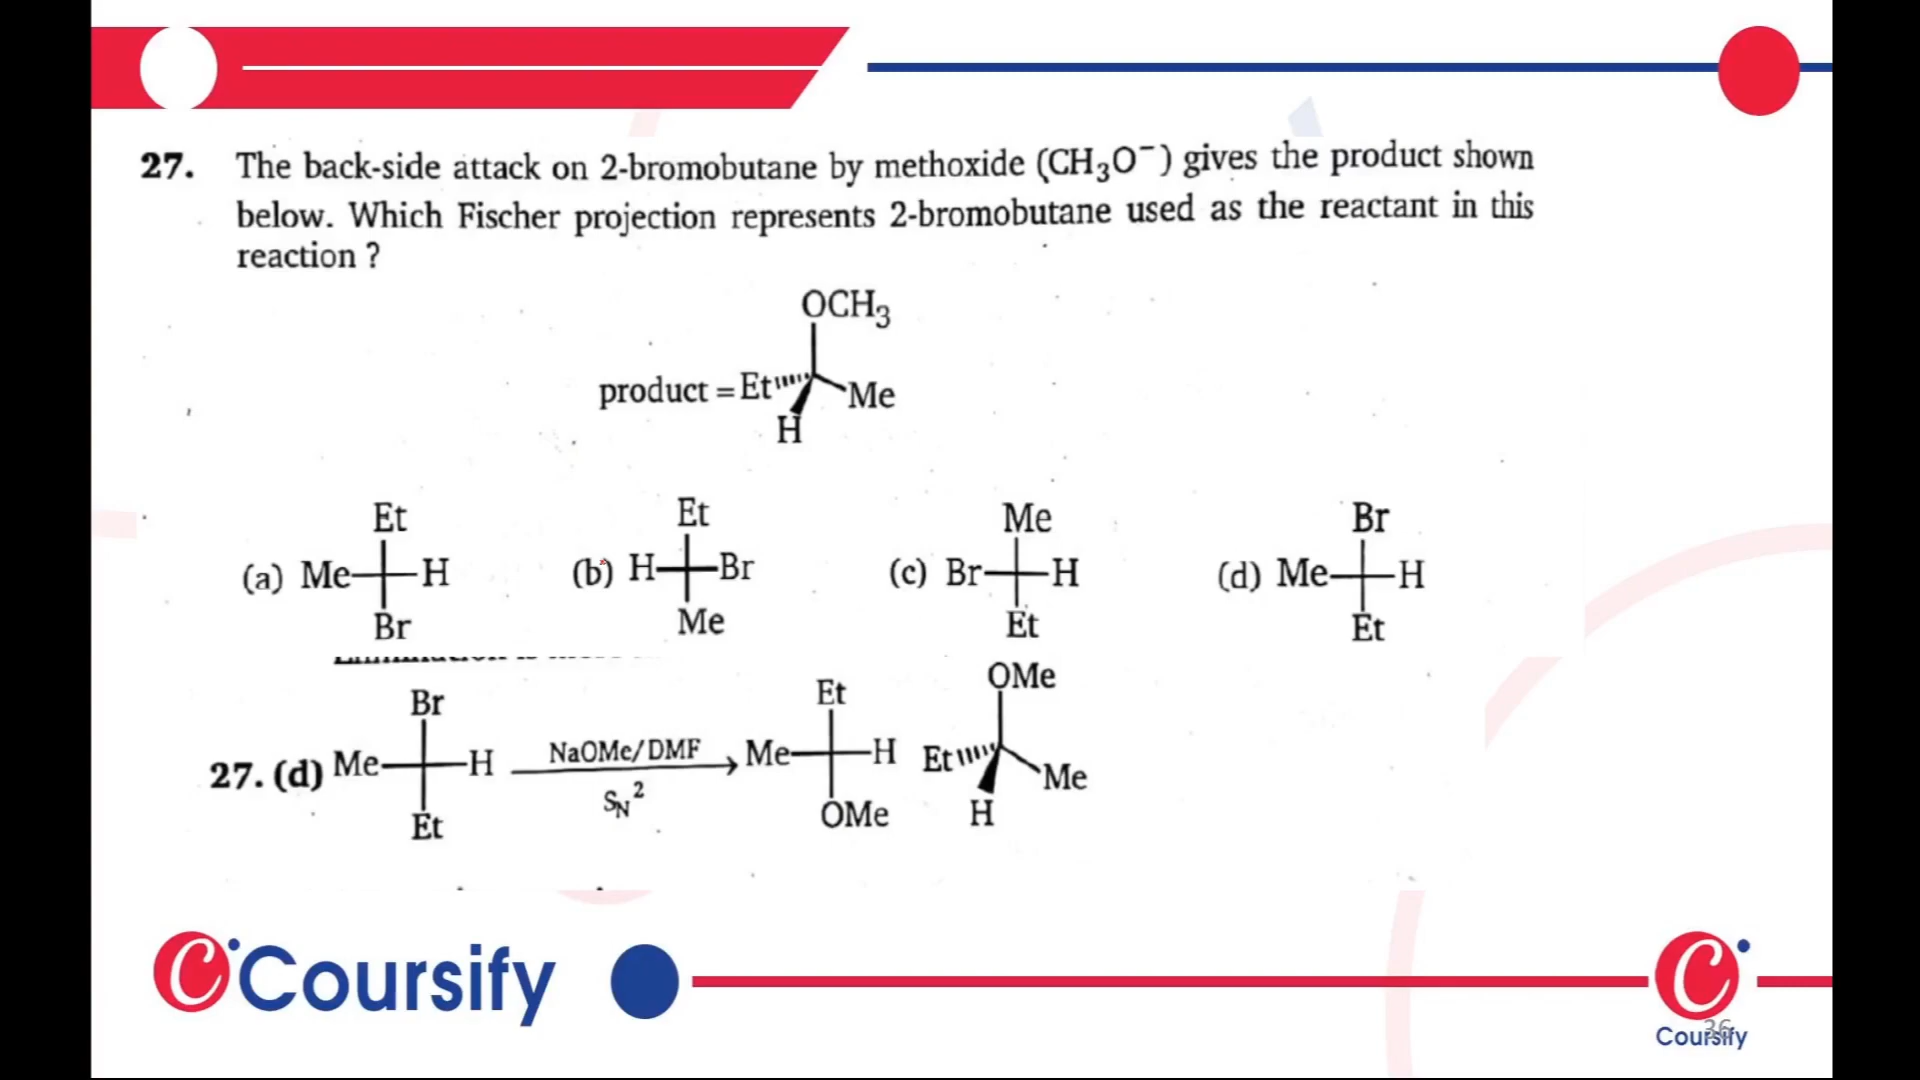 27. The back-side attack on 2-bromobutane by methoxide (CH₃O⁻) gives the product shown
below. Which Fischer projection represents 2-bromobutane used as the reactant in this
reaction ?
OCH₃
product = Et Me
H
Et Et Me Br
(a) Me H (b) H Br (c) Br H (d) Me H
Br Me Et Et
Br Et OMe
27. (d) Me H NaOMe/DMF Me H Et Me
S_N² 
Et OMe H
Coursify
Coursify
36